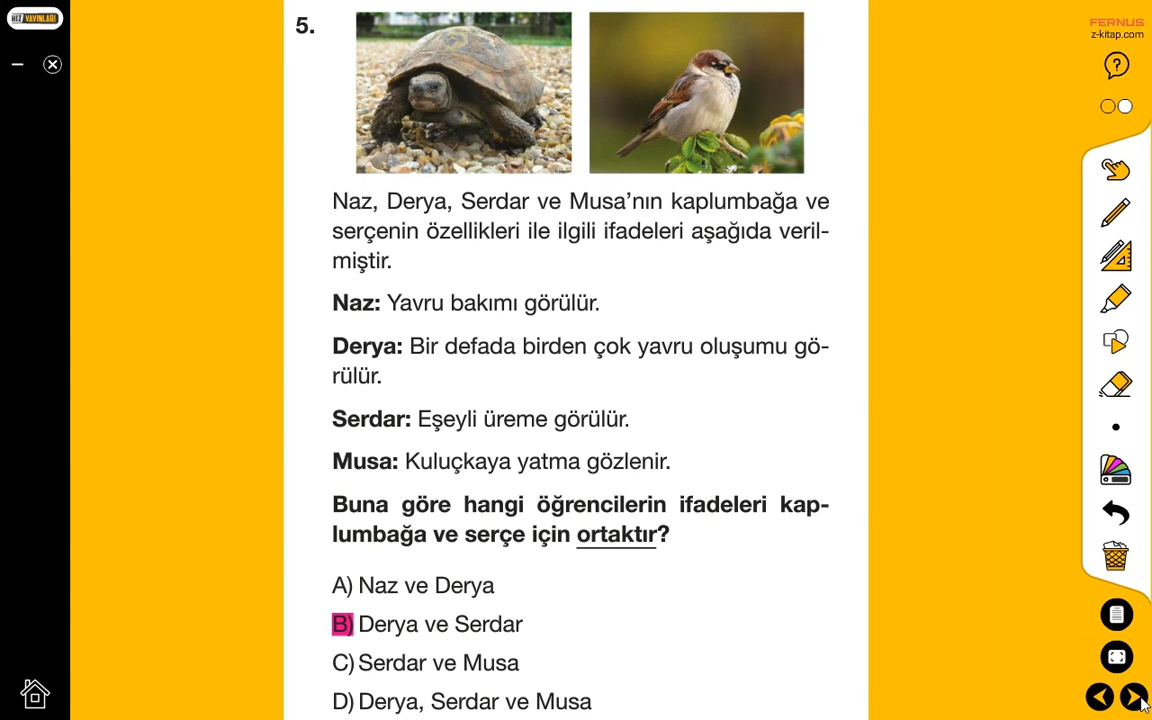 HIZ YAYINLARI
FERNUS
z-kitap.com
5.
Naz, Derya, Serdar ve Musa’nın kaplumbağa ve
serçenin özellikleri ile ilgili ifadeleri aşağıda veril-
miştir.
Naz: Yavru bakımı görülür.
Derya: Bir defada birden çok yavru oluşumu gö-
rülür.
Serdar: Eşeyli üreme görülür.
Musa: Kuluçkaya yatma gözlenir.
Buna göre hangi öğrencilerin ifadeleri kap-
lumbağa ve serçe için ortaktır?
A) Naz ve Derya
B) Derya ve Serdar
C) Serdar ve Musa
D) Derya, Serdar ve Musa